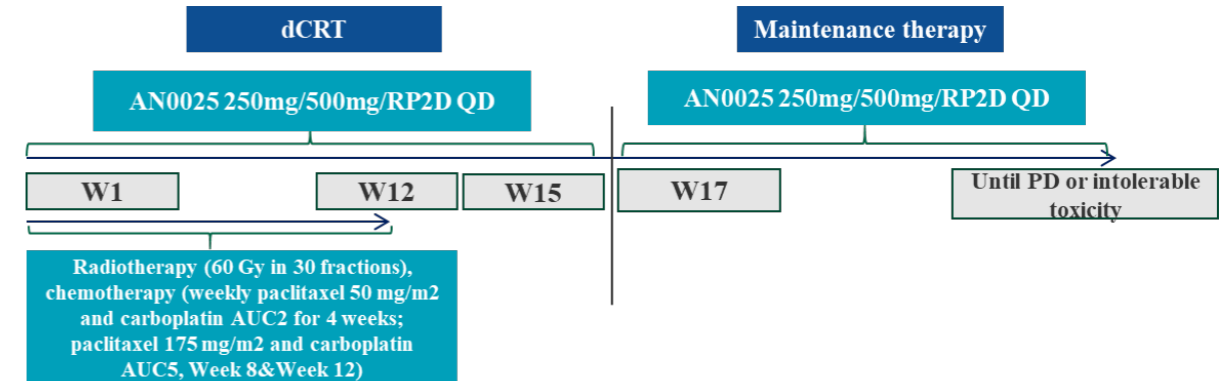 dCRT
Maintenance therapy
AN0025 250mg/500mg/RP2D QD
AN0025 250mg/500mg/RP2D QD
W1
W12
W15
W17
Until PD or intolerable
toxicity
Radiotherapy (60 Gy in 30 fractions),
chemotherapy (weekly paclitaxel 50 mg/m2
and carboplatin AUC2 for 4 weeks;
paclitaxel 175 mg/m2 and carboplatin
AUC5, Week 8&Week 12)